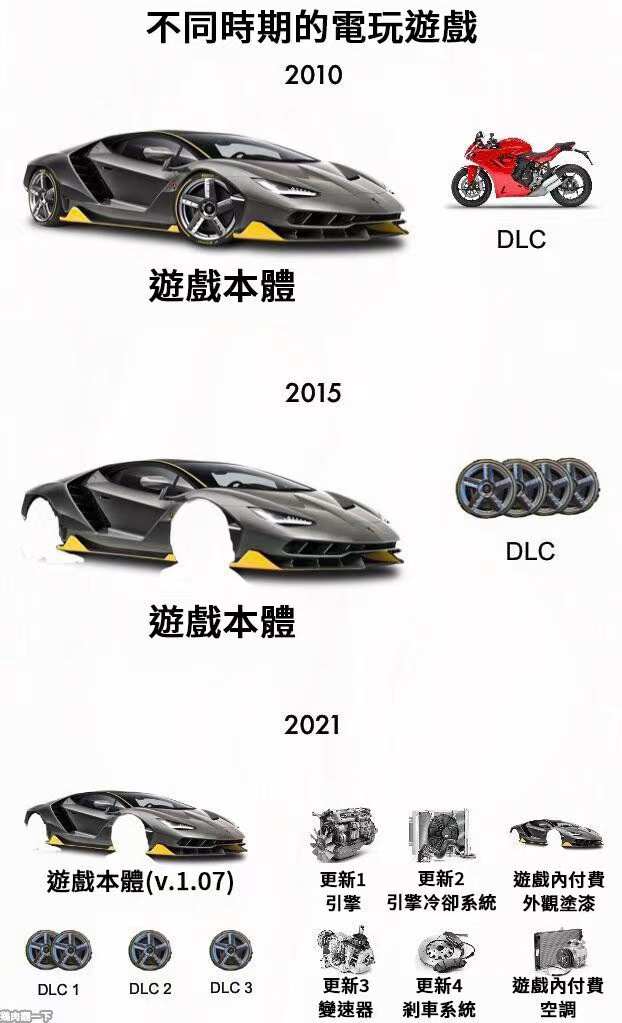 不同時期的電玩遊戲
2010
DLC
遊戲本體
2015
DLC
遊戲本體
2021
遊戲本體(v.1.07)
更新1
引擎
更新2
引擎冷卻系統
遊戲內付費
外觀塗漆
DLC 1
DLC 2
DLC 3
更新3
變速器
更新4
剎車系統
遊戲內付費
空調